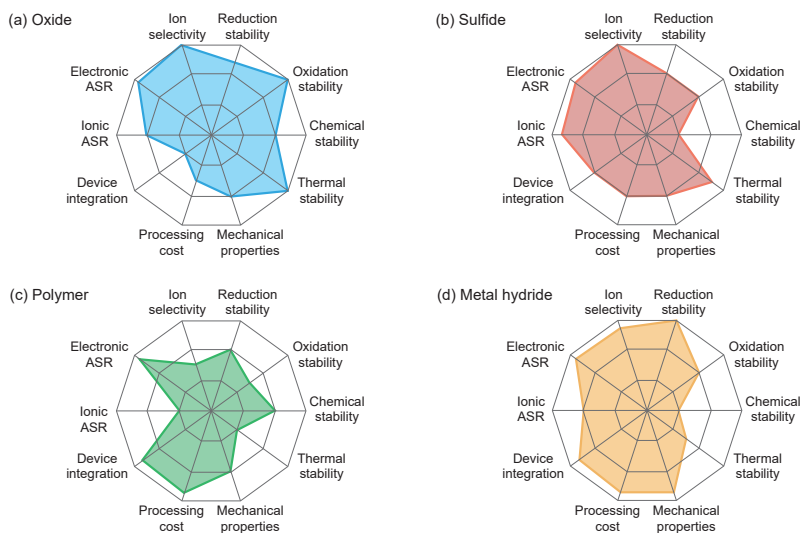 (a) Oxide
Ion
selectivity
Reduction
stability
Oxidation
stability
Chemical
stability
Thermal
stability
Mechanical
properties
Processing
cost
Device
integration
Ionic
ASR
Electronic
ASR
(b) Sulfide
Ion
selectivity
Reduction
stability
Oxidation
stability
Chemical
stability
Thermal
stability
Mechanical
properties
Processing
cost
Device
integration
Ionic
ASR
Electronic
ASR
(c) Polymer
Ion
selectivity
Reduction
stability
Oxidation
stability
Chemical
stability
Thermal
stability
Mechanical
properties
Processing
cost
Device
integration
Ionic
ASR
Electronic
ASR
(d) Metal hydride
Ion
selectivity
Reduction
stability
Oxidation
stability
Chemical
stability
Thermal
stability
Mechanical
properties
Processing
cost
Device
integration
Ionic
ASR
Electronic
ASR